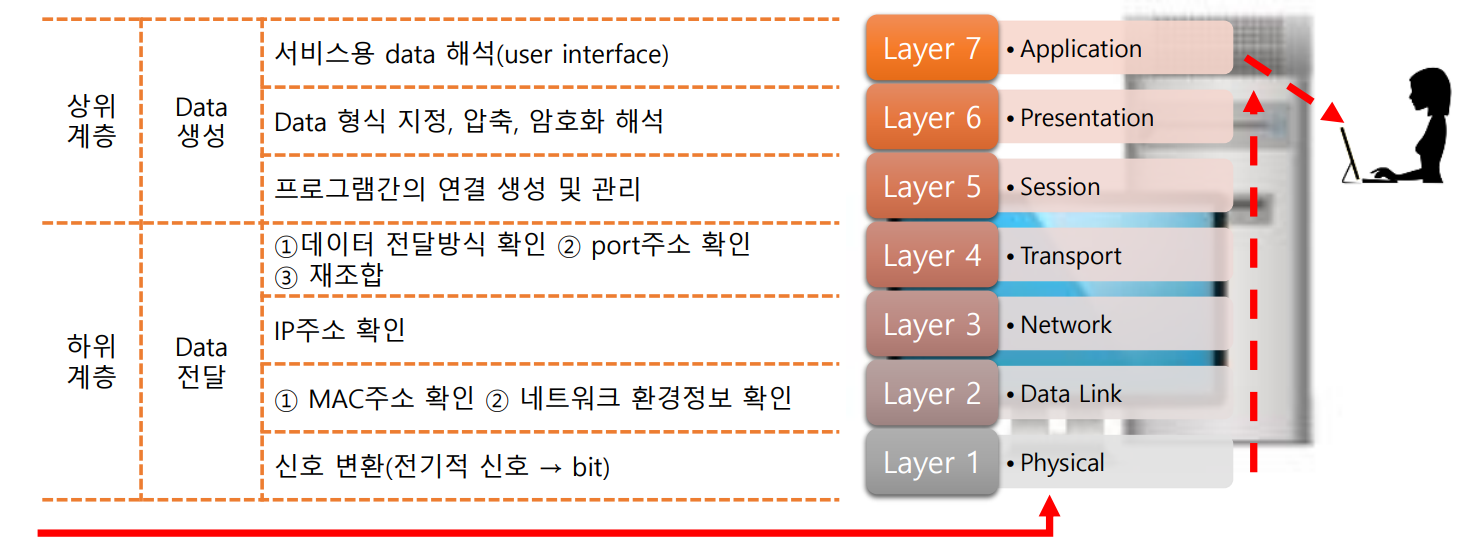 서비스용 data 해석(user interface)
상위
계층
Data
생성
Data 형식 지정, 압축, 암호화 해석
프로그램간의 연결 생성 및 관리
①데이터 전달방식 확인 ② port주소 확인
③ 재조합
하위
계층
Data
전달
IP주소 확인
① MAC주소 확인 ② 네트워크 환경정보 확인
신호 변환(전기적 신호 → bit)
Layer 7 • Application
Layer 6 • Presentation
Layer 5 • Session
Layer 4 • Transport
Layer 3 • Network
Layer 2 • Data Link
Layer 1 • Physical